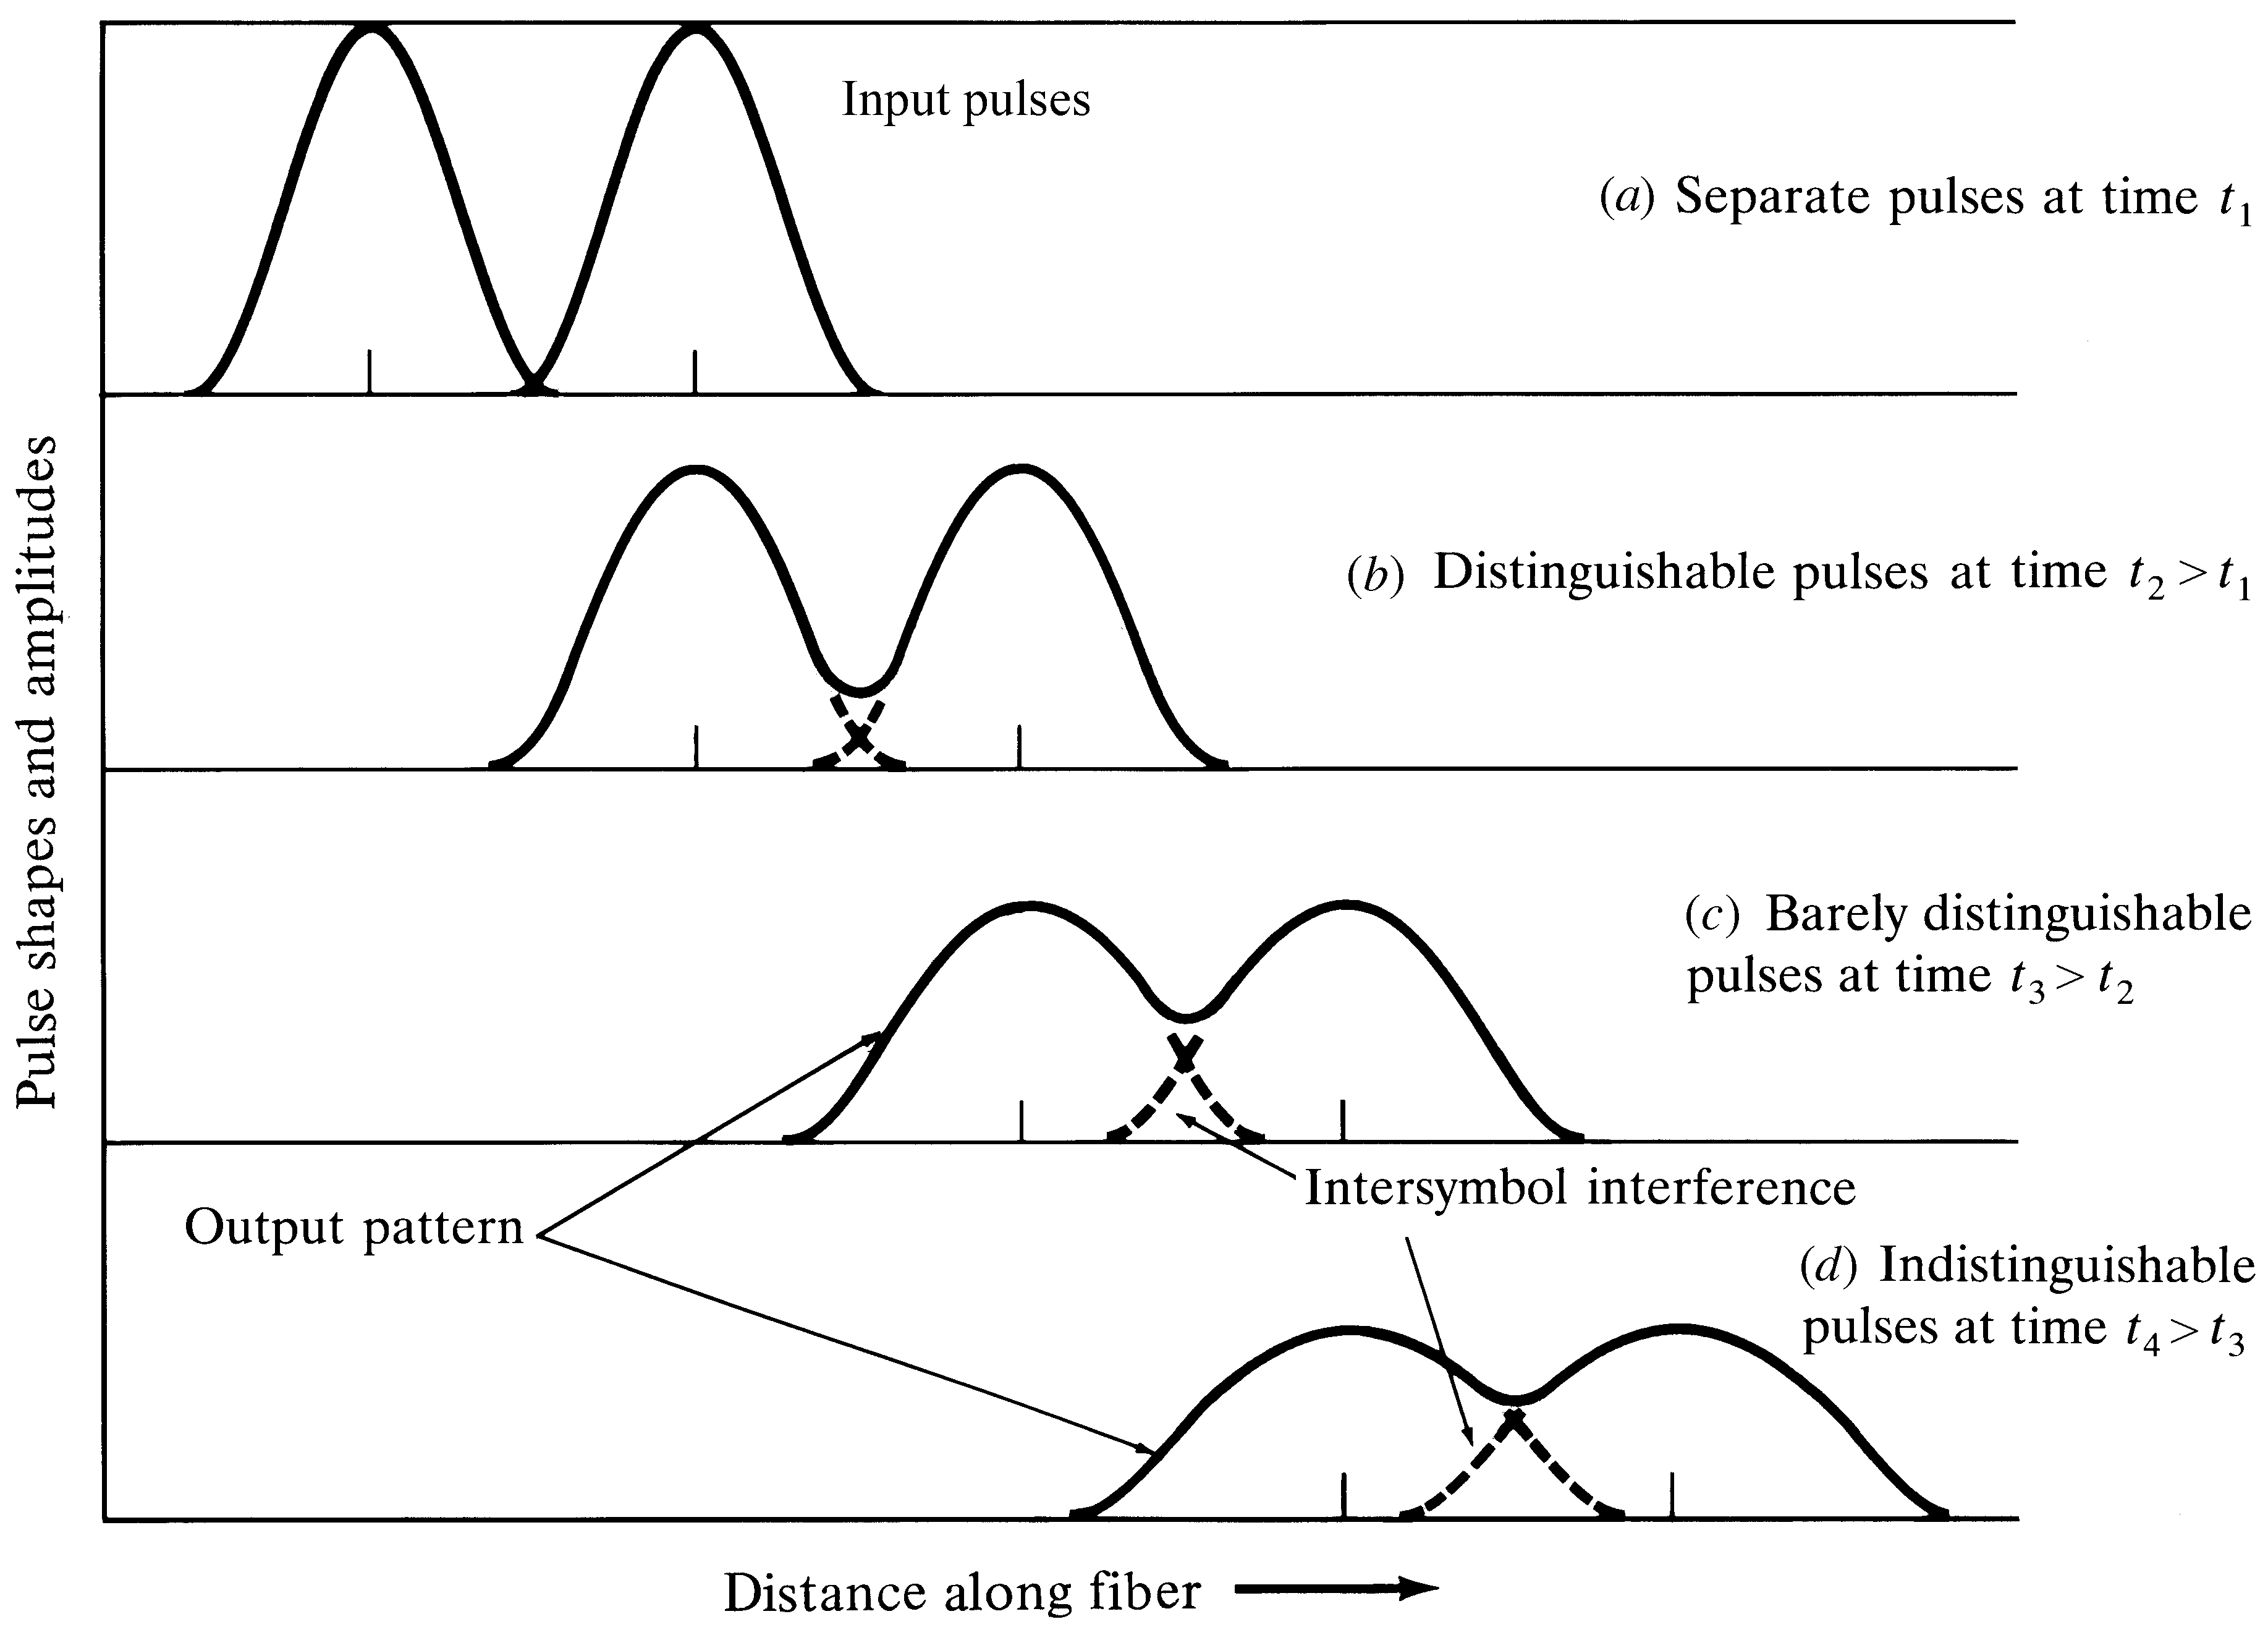 Input pulses
(a) Separate pulses at time t₁
Pulse shapes and amplitudes
(b) Distinguishable pulses at time t₂ > t₁
(c) Barely distinguishable
pulses at time t₃ > t₂
Intersymbol interference
Output pattern
(d) Indistinguishable
pulses at time t₄ > t₃
Distance along fiber